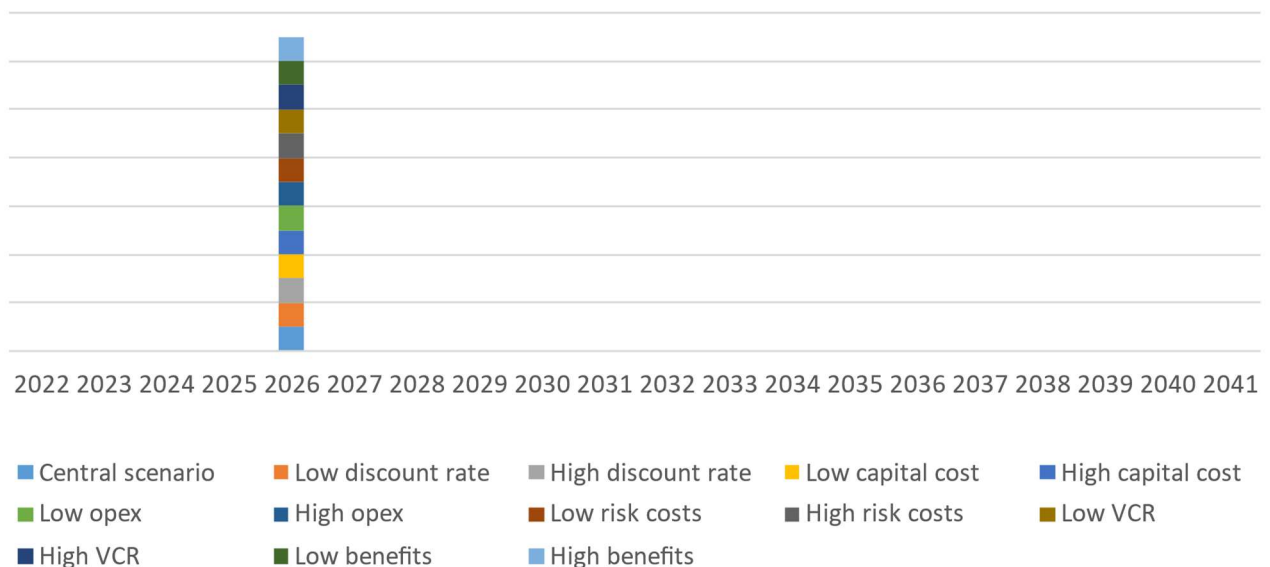 2022 2023 2024 2025 2026 2027 2028 2029 2030 2031 2032 2033 2034 2035 2036 2037 2038 2039 2040 2041
Central scenario Low discount rate High discount rate Low capital cost High capital cost
Low opex High opex Low risk costs High risk costs Low VCR
High VCR Low benefits High benefits